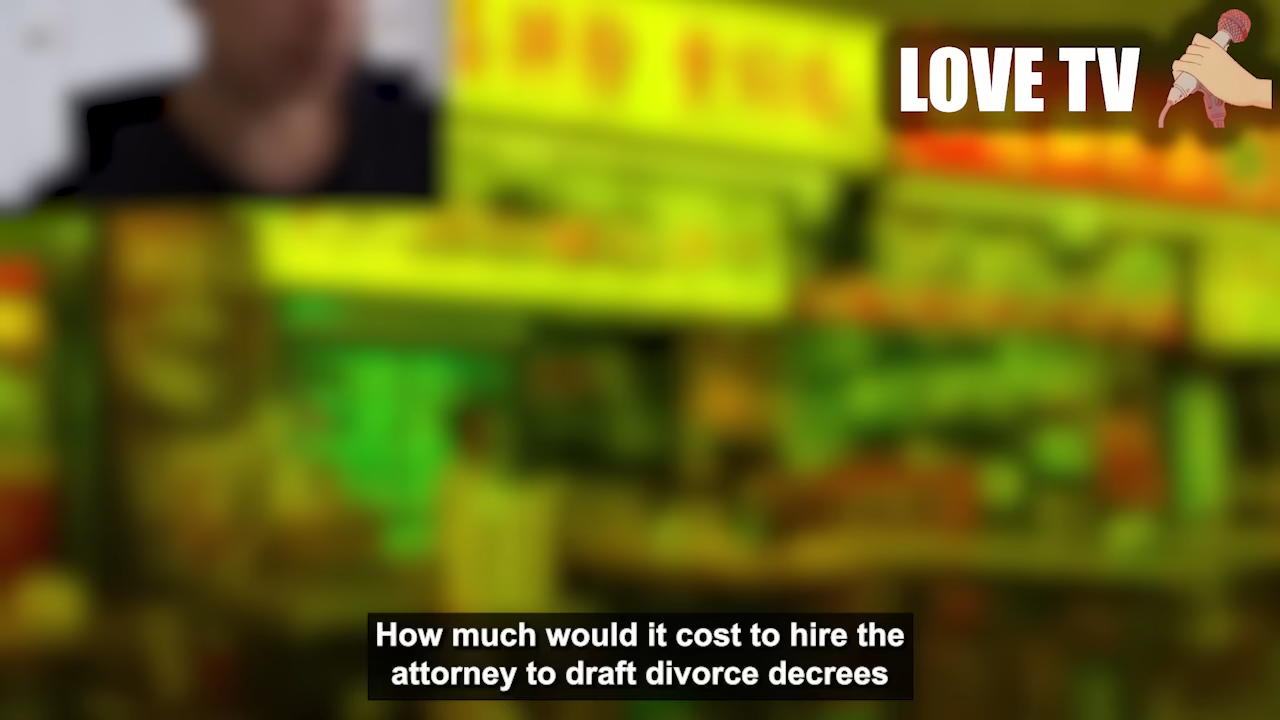 LOVE TV
How much would it cost to hire the
attorney to draft divorce decrees